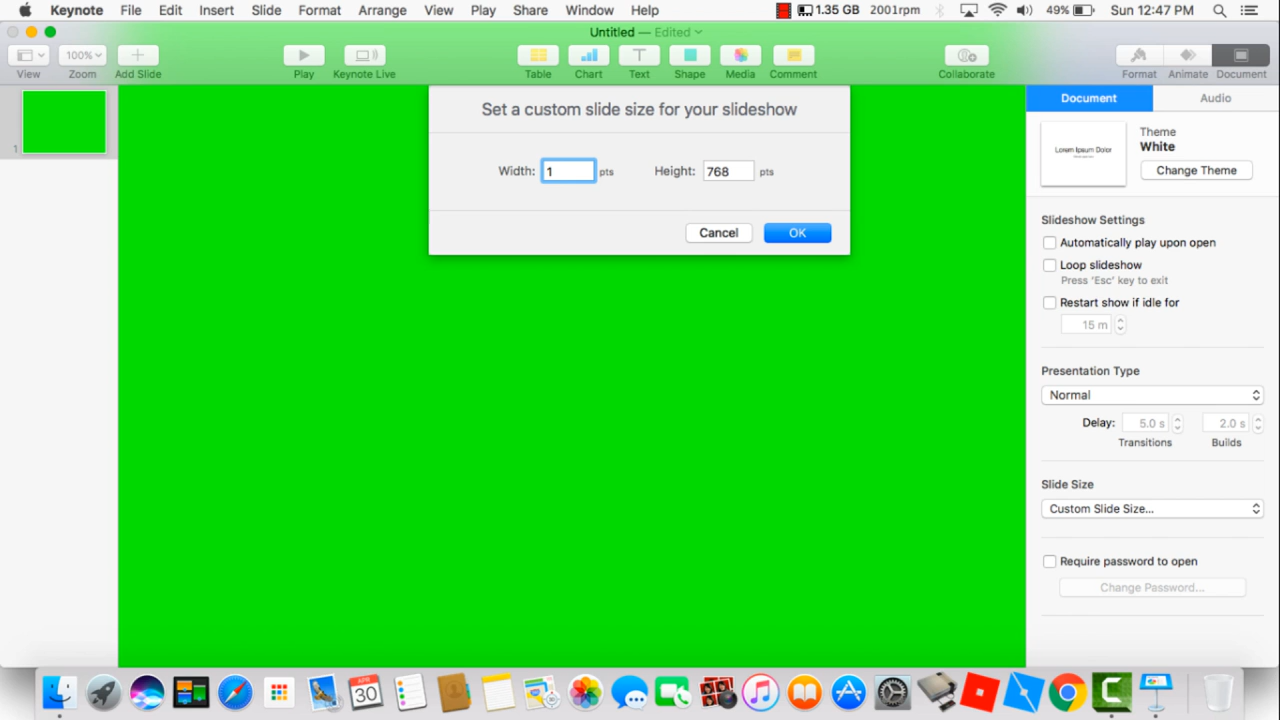 Keynote File Edit Insert Slide Format Arrange View Play Share Window Help 1.35 GB 2001rpm 49% Sun 12:47 PM
Untitled — Edited
100%
View Zoom Add Slide Play Keynote Live Table Chart Text Shape Media Comment Collaborate Format Animate Document
1
Set a custom slide size for your slideshow
Width: 1 pts Height: 768 pts
Cancel OK
Document Audio
Lorem Ipsum Dolor
Theme
White
Change Theme
Slideshow Settings
Automatically play upon open
Loop slideshow
Press 'Esc' key to exit
Restart show if idle for
15 m
Presentation Type
Normal
Delay: 5.0 s 2.0 s
Transitions Builds
Slide Size
Custom Slide Size...
Require password to open
Change Password...
30